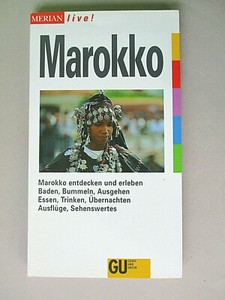 MERIAN live!
Marokko
Marokko entdecken und erleben
Baden, Bummeln, Ausgehen
Essen, Trinken, Übernachten
Ausflüge, Sehenswertes
GU